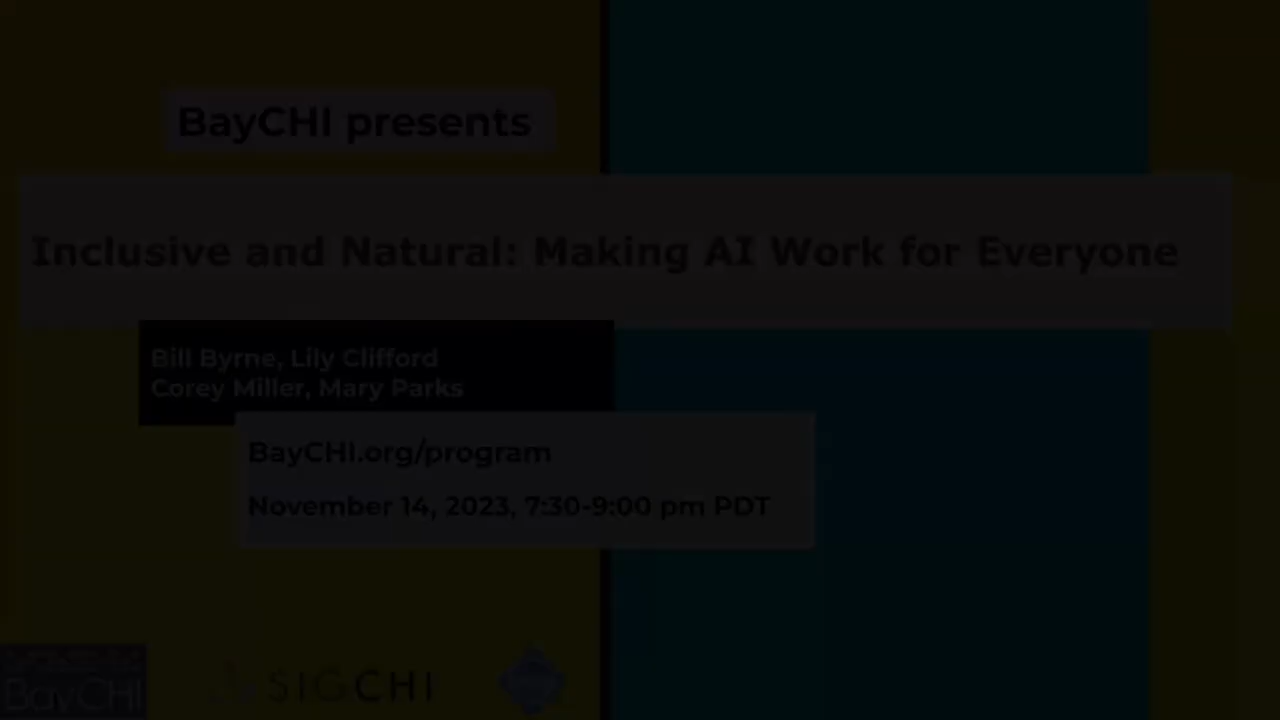 BayCHI presents
Inclusive and Natural: Making AI Work for Everyone
Bill Byrne, Lily Clifford
Corey Miller, Mary Parks
BayCHI.org/program
November 14, 2023, 7:30-9:00 pm PDT
BayCHI
SIGCHI